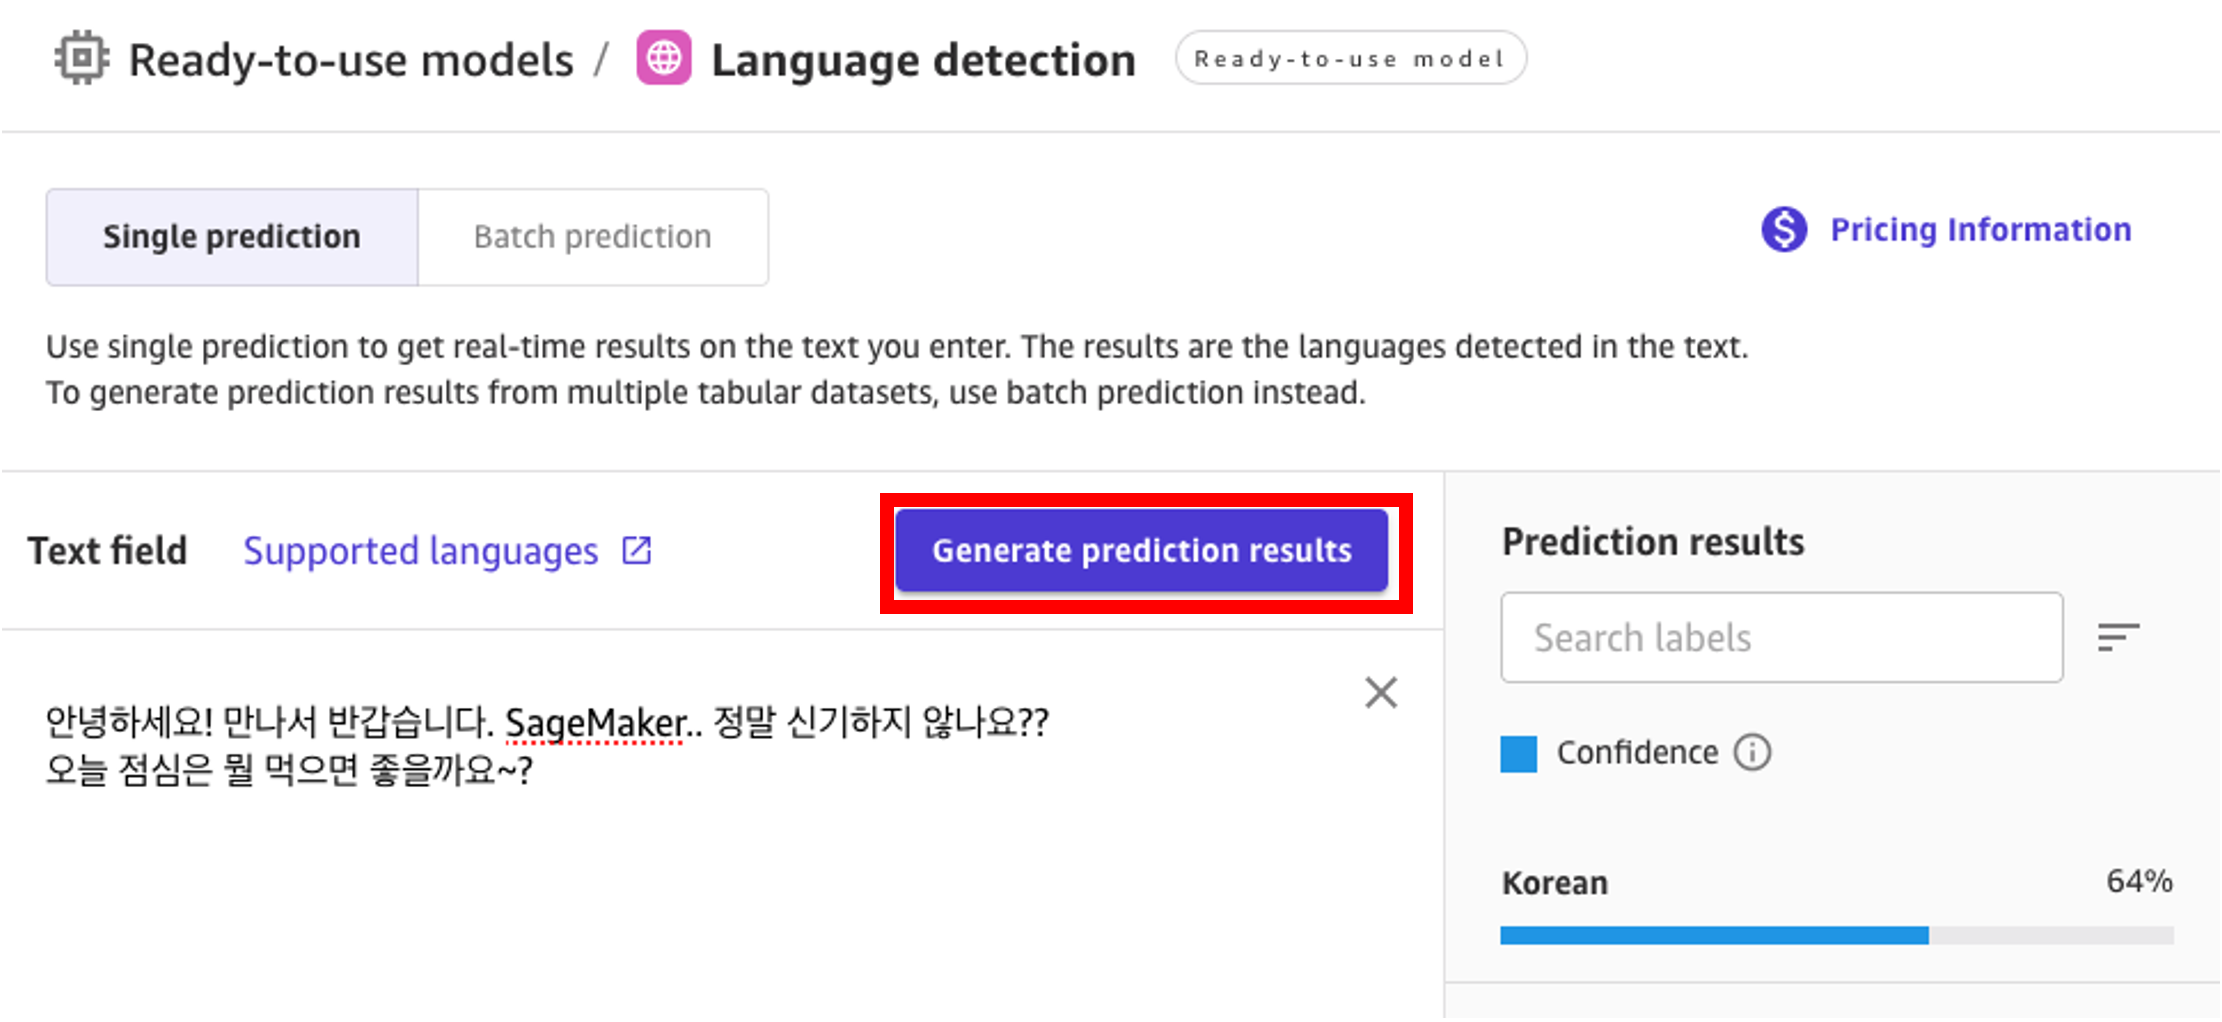 Ready-to-use models / Language detection Ready-to-use model
Single prediction Batch prediction
Pricing Information
Use single prediction to get real-time results on the text you enter. The results are the languages detected in the text.
To generate prediction results from multiple tabular datasets, use batch prediction instead.
Text field Supported languages Generate prediction results
안녕하세요! 만나서 반갑습니다. SageMaker.. 정말 신기하지 않나요??
오늘 점심은 뭘 먹으면 좋을까요~?
Prediction results
Search labels
Confidence
Korean 64%